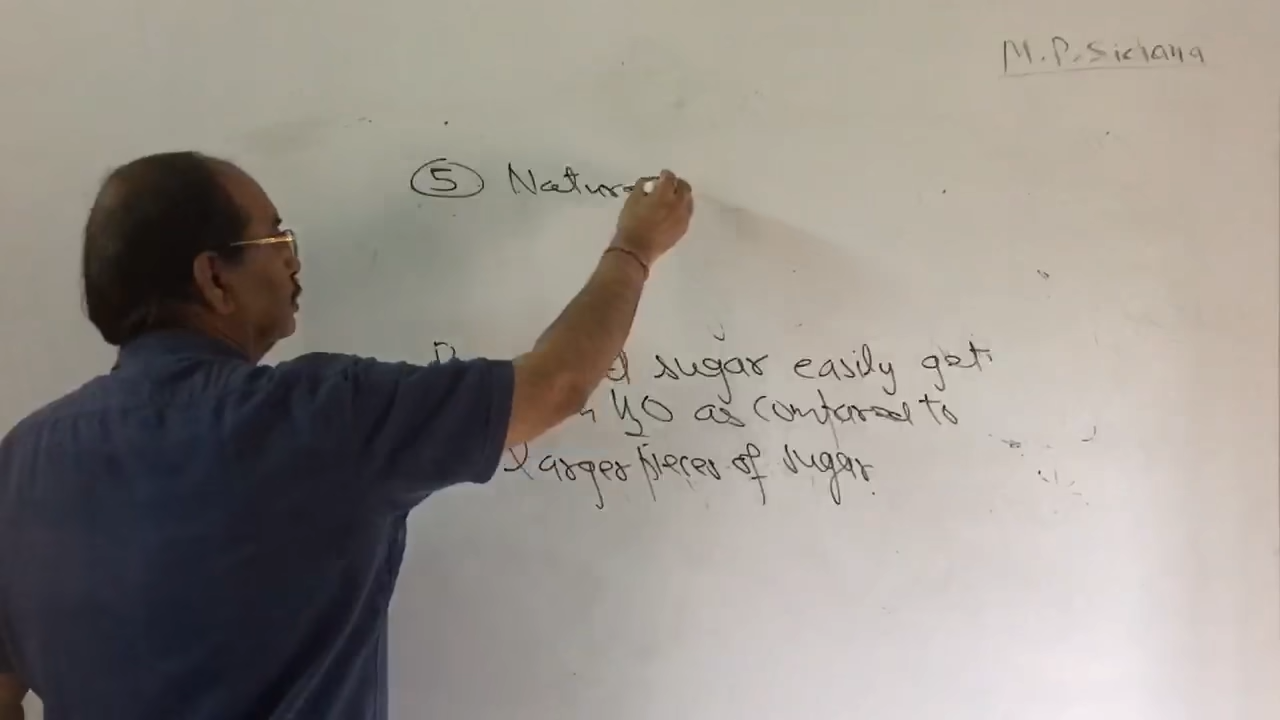 M.P. Sichana
⑤ Natur
sugar easily get
H2O as compared to
larger pieces of sugar.